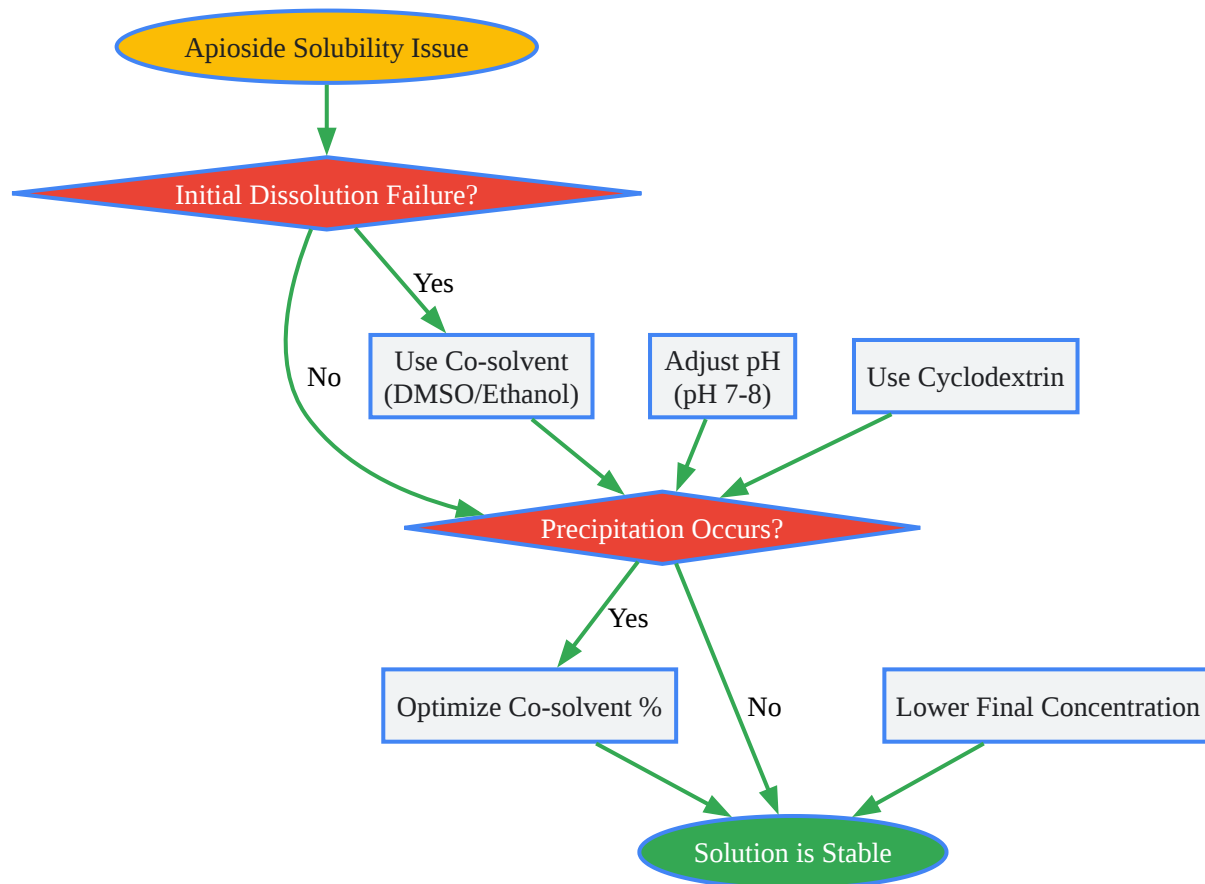 Apioside Solubility Issue
Initial Dissolution Failure?
Yes
No
Use Co-solvent
(DMSO/Ethanol)
Adjust pH
(pH 7-8)
Use Cyclodextrin
Precipitation Occurs?
Yes
No
Optimize Co-solvent %
Lower Final Concentration
Solution is Stable